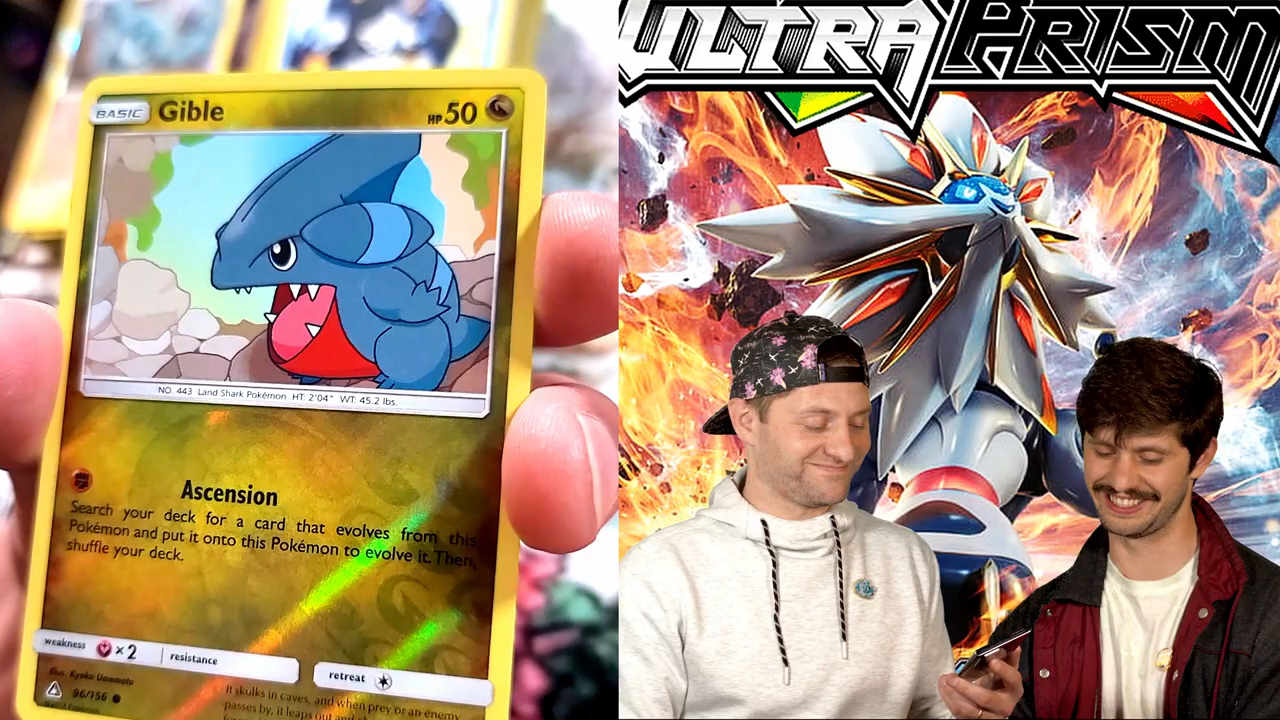 BASIC Gible HP 50
NO. 443 Land Shark Pokémon HT: 2'04" WT: 45.2 lbs.
Ascension
Search your deck for a card that evolves from this
Pokémon and put it onto this Pokémon to evolve it. Then,
shuffle your deck.
weakness × 2 resistance
retreat
Illus. Kyoko Umemoto
96/156
It skulks in caves, and when prey or an enemy
passes by, it leaps out and
ULTRA PRISM